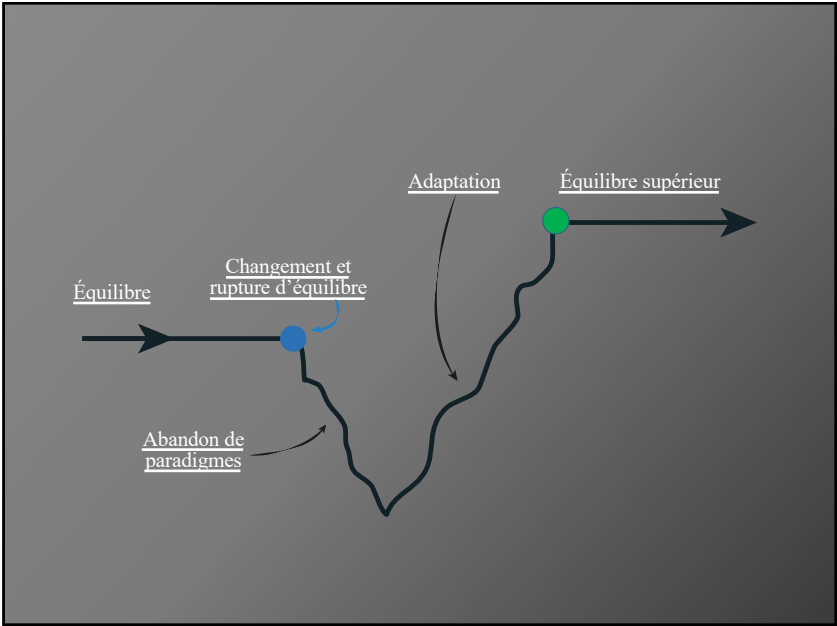 Adaptation
Équilibre supérieur
Changement et
rupture d’équilibre
Équilibre
Abandon de
paradigmes